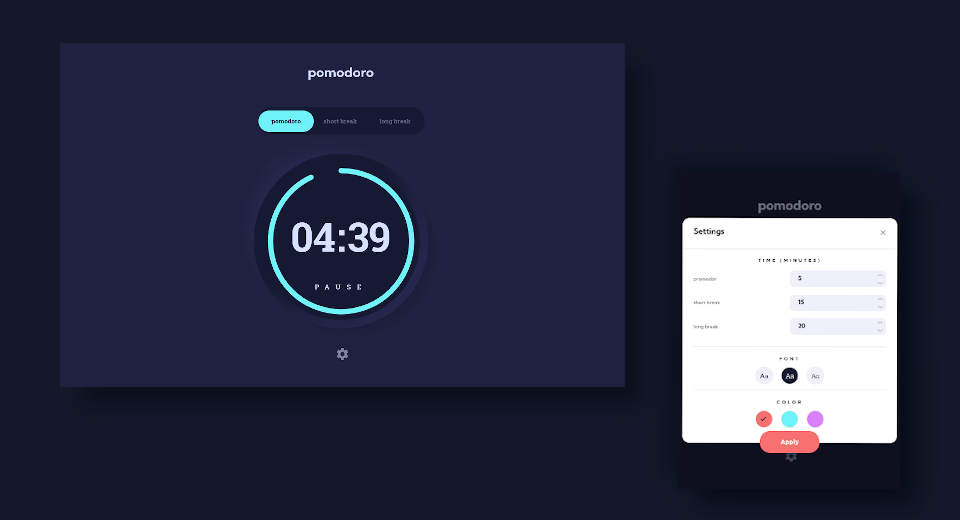 pomodoro
pomodoro short break long break
04:39
PAUSE
pomodoro
Settings
TIME (MINUTES)
pomodor 5
short break 15
long break 20
FONT
Aa Aa Aa
COLOR
Apply